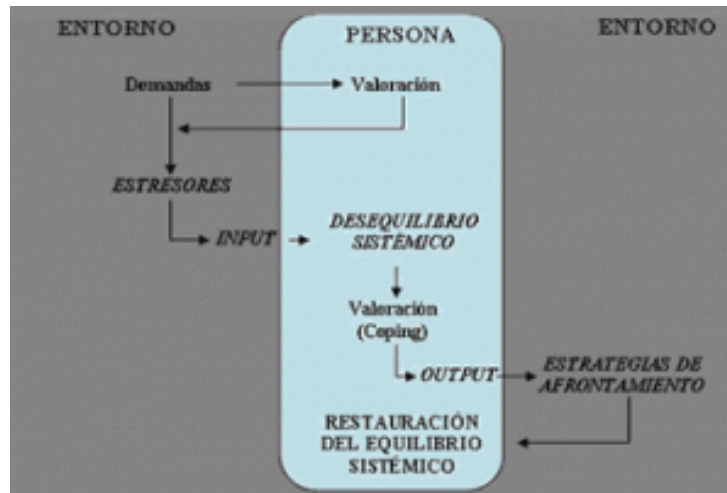 ENTORNO
PERSONA
ENTORNO
Demandas
Valoración
ESTRESORES
INPUT
DESEQUILIBRIO
SISTÉMICO
Valoración
(Coping)
OUTPUT
ESTRATEGIAS DE
AFRONTAMIENTO
RESTAURACIÓN
DEL EQUILIBRIO
SISTÉMICO